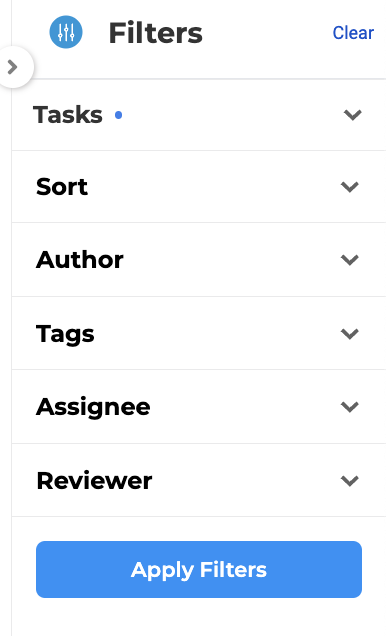 Filters
Clear
Tasks
Sort
Author
Tags
Assignee
Reviewer
Apply Filters